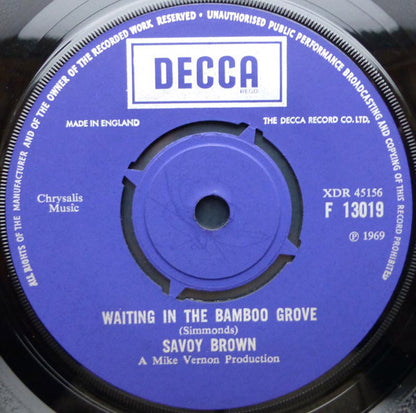 ALL RIGHTS OF THE MANUFACTURER AND OF THE OWNER OF THE RECORDED WORK RESERVED • UNAUTHORISED PUBLIC PERFORMANCE BROADCASTING AND COPYING OF THIS RECORD PROHIBITED
DECCA
REGD
MADE IN ENGLAND
THE DECCA RECORD CO. LTD.
Chrysalis
Music
XDR 45156
F 13019
℗ 1969
WAITING IN THE BAMBOO GROVE
(Simmonds)
SAVOY BROWN
A Mike Vernon Production